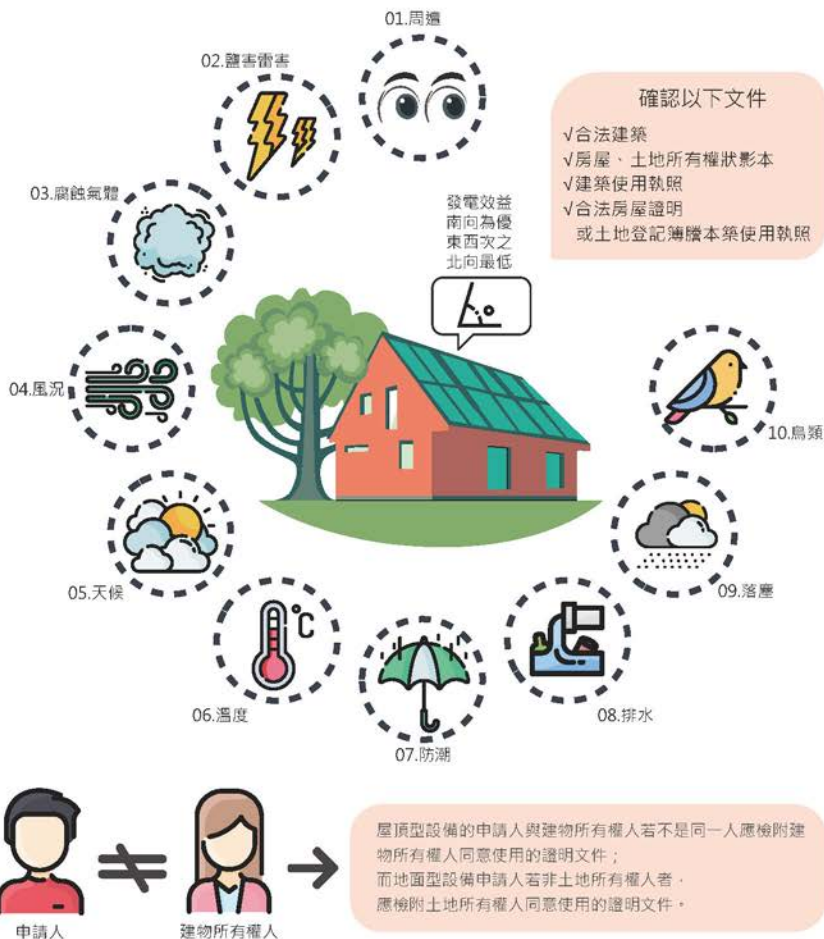 01.周遭
02.鹽害雷害
03.腐蝕氣體
04.風況
05.天候
06.溫度
07.防潮
08.排水
09.落塵
10.鳥類
發電效益
南向為優
東西次之
北向最低
確認以下文件
√合法建築
√房屋、土地所有權狀影本
√建築使用執照
√合法房屋證明
或土地登記簿謄本築使用執照
°C
申請人
建物所有權人
屋頂型設備的申請人與建物所有權人若不是同一人應檢附建
物所有權人同意使用的證明文件；
而地面型設備申請人若非土地所有權人者，
應檢附土地所有權人同意使用的證明文件。